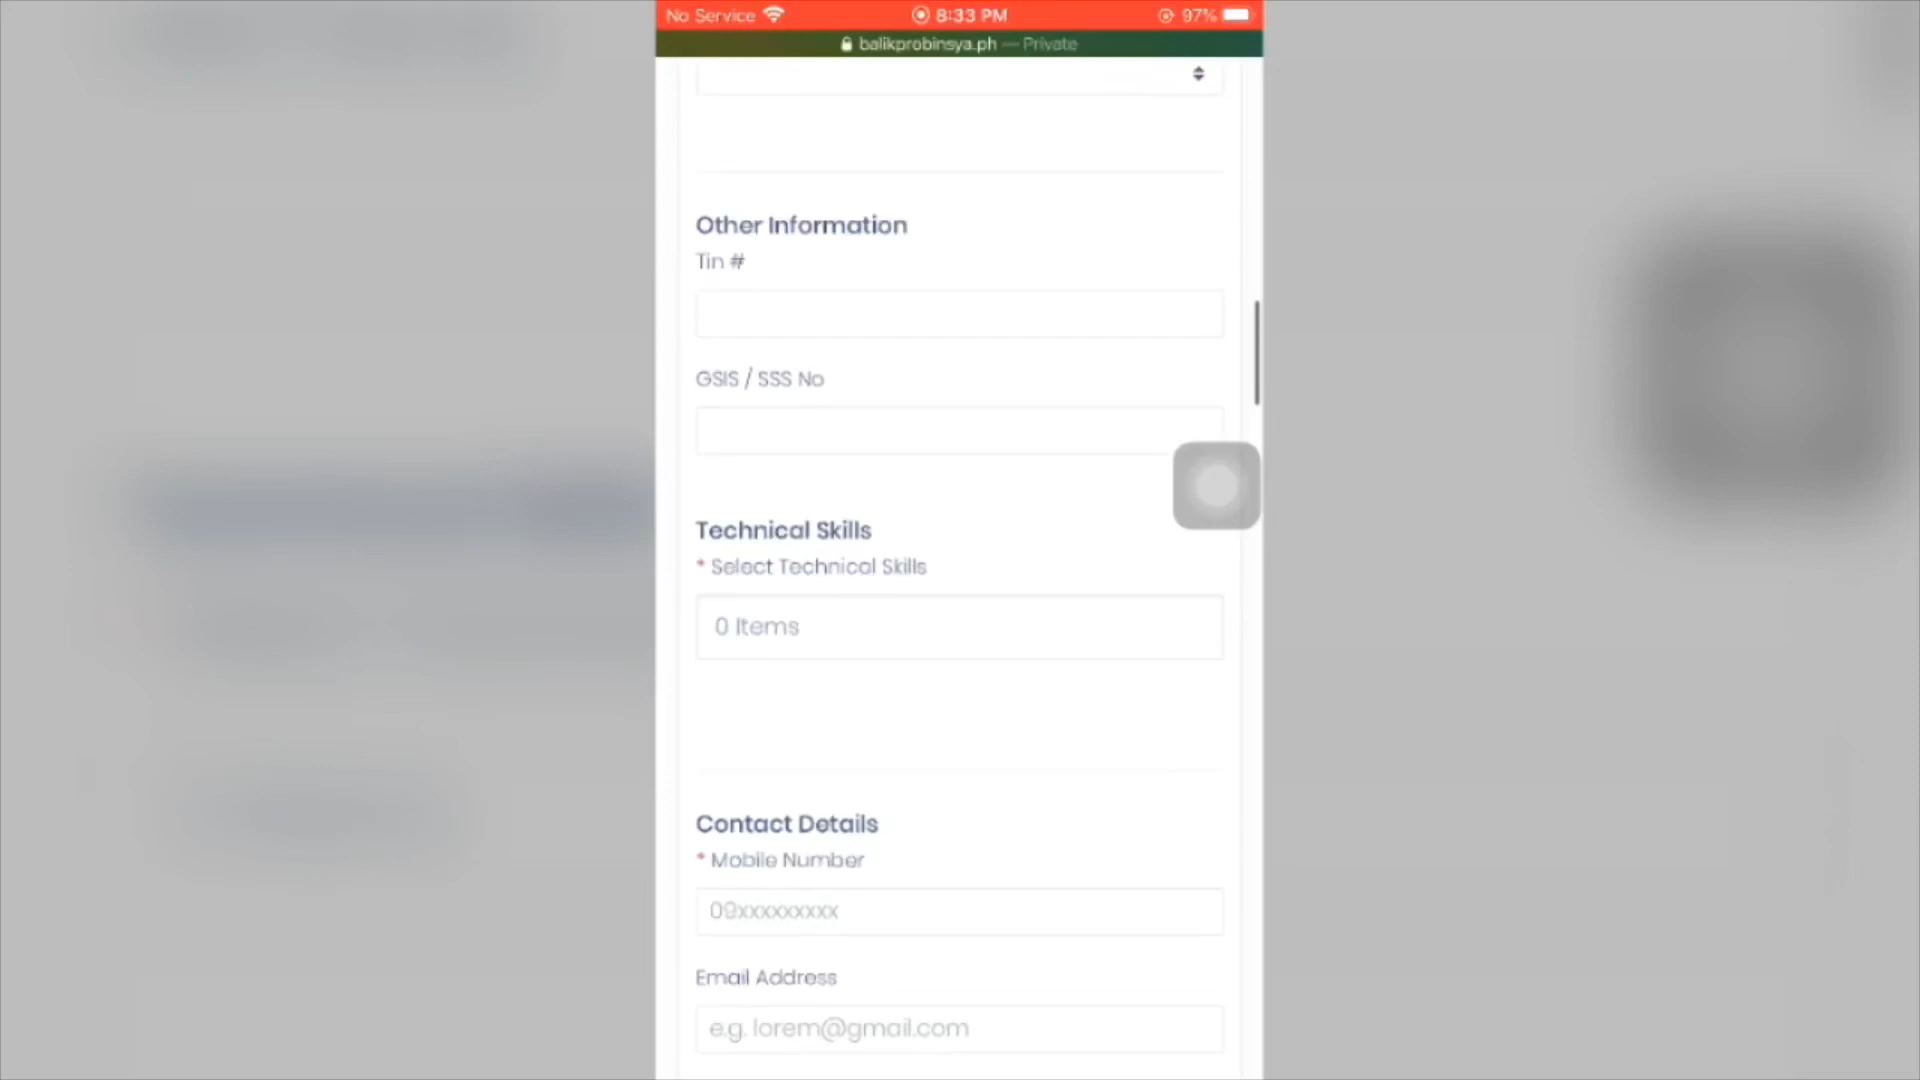 No Service 8:33 PM 97%
balikprobinsya.ph — Private
Other Information
Tin #
GSIS / SSS No
Technical Skills
* Select Technical Skills
0 Items
Contact Details
* Mobile Number
09xxxxxxxxx
Email Address
e.g. lorem@gmail.com